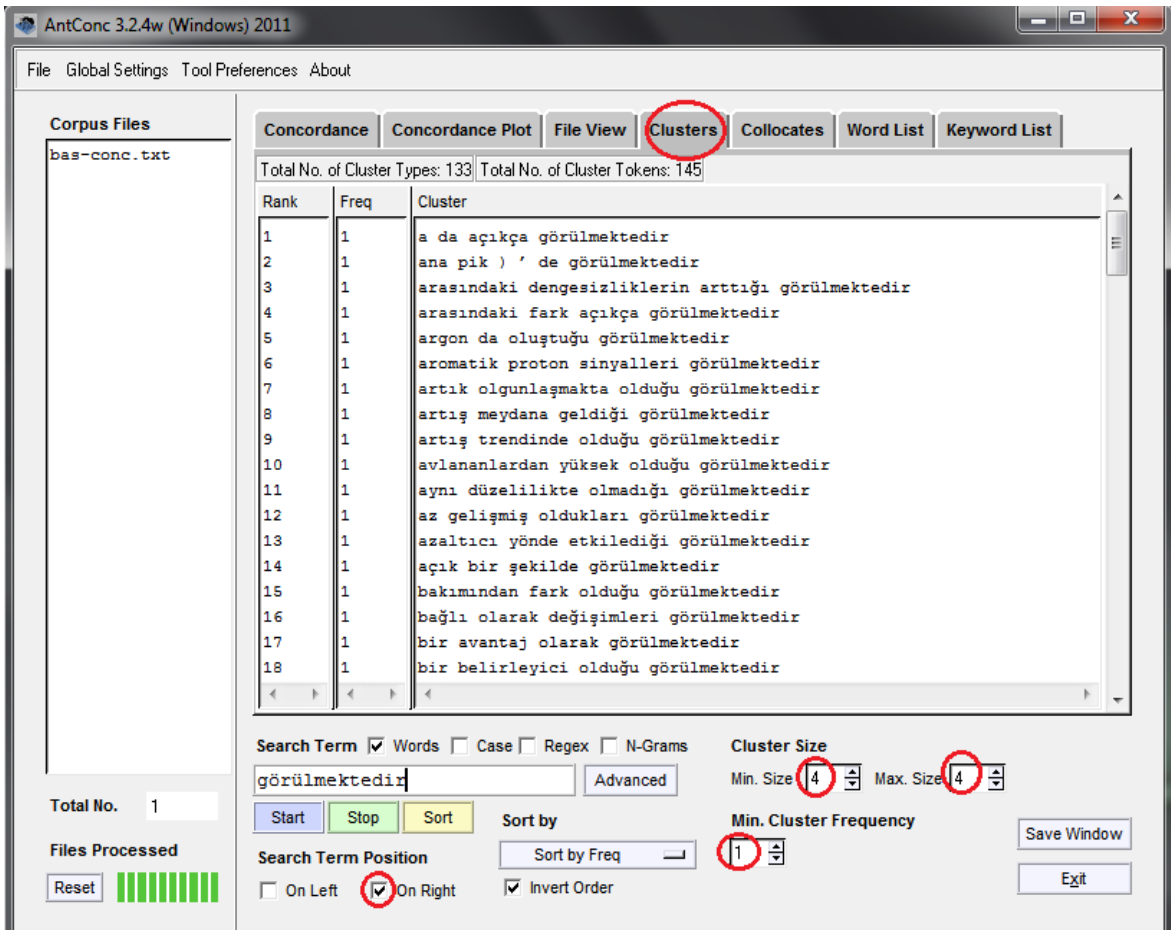 AntConc 3.2.4w (Windows) 2011
File Global Settings Tool Preferences About
Corpus Files
bas-conc.txt
Concordance Concordance Plot File View Clusters Collocates Word List Keyword List
Total No. of Cluster Types: 133 Total No. of Cluster Tokens: 145
Rank Freq Cluster
1 1 a da açıkça görülmektedir
2 1 ana pik ) ’ de görülmektedir
3 1 arasındaki dengesizliklerin arttığı görülmektedir
4 1 arasındaki fark açıkça görülmektedir
5 1 argon da oluştuğu görülmektedir
6 1 aromatik proton sinyalleri görülmektedir
7 1 artık olgunlaşmakta olduğu görülmektedir
8 1 artış meydana geldiği görülmektedir
9 1 artış trendinde olduğu görülmektedir
10 1 avlananlardan yüksek olduğu görülmektedir
11 1 aynı düzelilikte olmadığı görülmektedir
12 1 az gelişmiş oldukları görülmektedir
13 1 azaltıcı yönde etkilediği görülmektedir
14 1 açık bir şekilde görülmektedir
15 1 bakımından fark olduğu görülmektedir
16 1 bağlı olarak değişimleri görülmektedir
17 1 bir avantaj olarak görülmektedir
18 1 bir belirleyici olduğu görülmektedir
Search Term Words Case Regex N-Grams Cluster Size
görülmektedir Advanced Min. Size 4 Max. Size 4
Total No. 1
Start Stop Sort Sort by Min. Cluster Frequency
Files Processed
Search Term Position Sort by Freq 1 Save Window
Reset On Left On Right Invert Order Exit